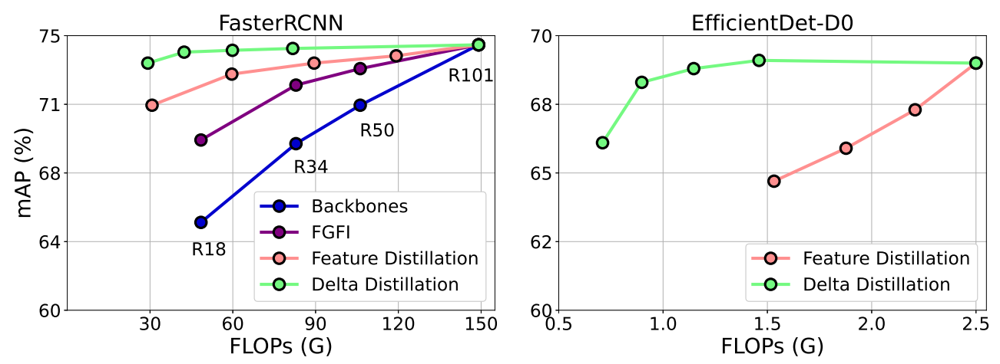 FasterRCNN
75
71
68
64
60
mAP (%)
R101
R50
R34
R18
Backbones
FGFI
Feature Distillation
Delta Distillation
30 60 90 120 150
FLOPs (G)
EfficientDet-D0
70
68
65
62
60
Feature Distillation
Delta Distillation
0.5 1.0 1.5 2.0 2.5
FLOPs (G)